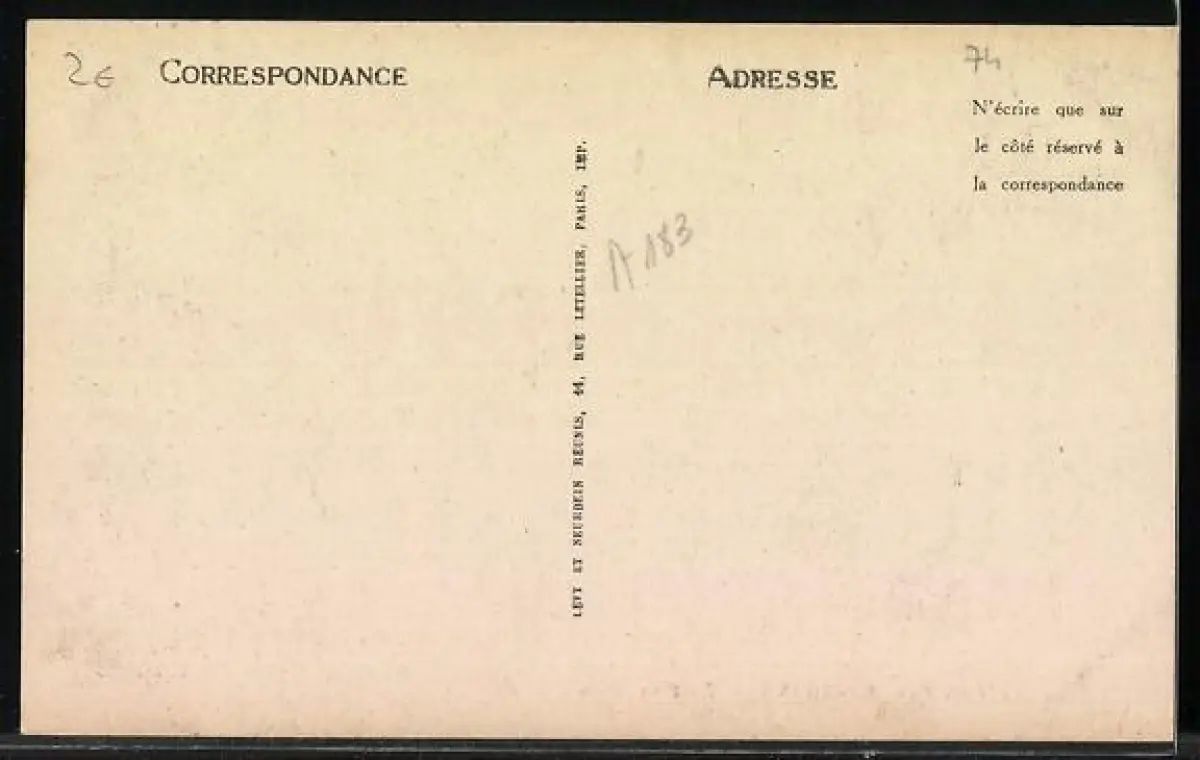 2€
CORRESPONDANCE
ADRESSE
74
N'écrire que sur
le côté réservé à
la correspondance
LEVY ET NEURDEIN RÉUNIS, 44, RUE LETELLIER, PARIS, IMP.
A 183